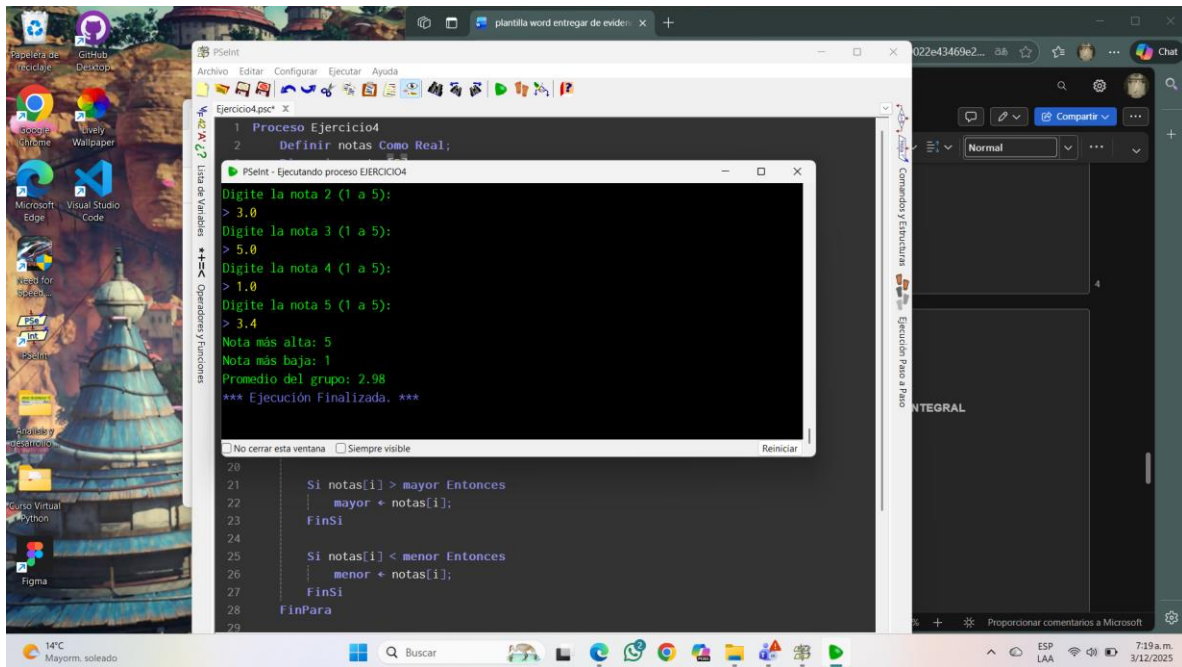 plantilla word entregar de eviden
Papelera de reciclaje
GitHub Desktop
Google Chrome
Lively Wallpaper
Microsoft Edge
Visual Studio Code
Need for Speed ...
PSeInt
Análisis y desarrollo ...
Curso Virtual Python
Figma
PSeInt
Archivo Editar Configurar Ejecutar Ayuda
Ejercicio4.psc*
1 Proceso Ejercicio4
2 Definir notas Como Real;
Lista de Variables
Operadores y Funciones
Comandos y Estructuras
Ejecución Paso a Paso
PSeInt - Ejecutando proceso EJERCICIO4
Digite la nota 2 (1 a 5):
> 3.0
Digite la nota 3 (1 a 5):
> 5.0
Digite la nota 4 (1 a 5):
> 1.0
Digite la nota 5 (1 a 5):
> 3.4
Nota más alta: 5
Nota más baja: 1
Promedio del grupo: 2.98
*** Ejecución Finalizada. ***
No cerrar esta ventana Siempre visible Reiniciar
20
21 Si notas[i] > mayor Entonces
22 mayor ← notas[i];
23 FinSi
24
25 Si notas[i] < menor Entonces
26 menor ← notas[i];
27 FinSi
28 FinPara
29
022e43469e2... Chat
Compartir
Normal
4
NTEGRAL
% + Proporcionar comentarios a Microsoft
14°C
Mayorm. soleado
Buscar
ESP
LAA
7:19 a. m.
3/12/2025